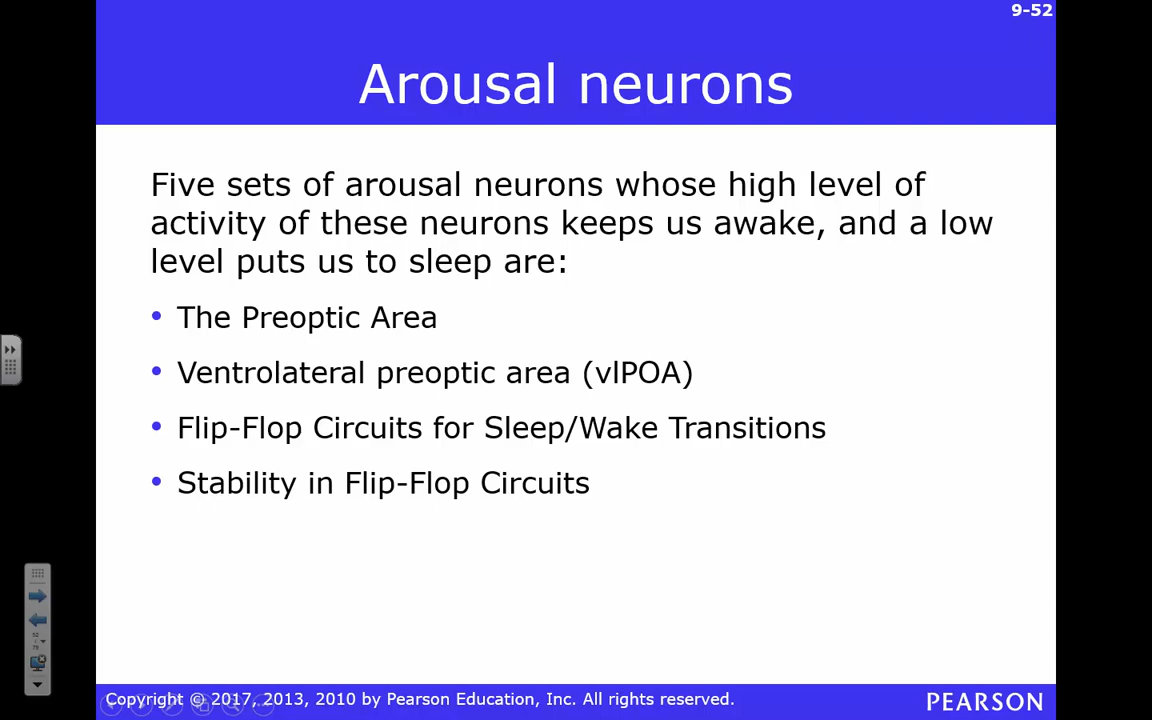 9-52
Arousal neurons
Five sets of arousal neurons whose high level of
activity of these neurons keeps us awake, and a low
level puts us to sleep are:
• The Preoptic Area
• Ventrolateral preoptic area (vlPOA)
• Flip-Flop Circuits for Sleep/Wake Transitions
• Stability in Flip-Flop Circuits
52
79
Copyright © 2017, 2013, 2010 by Pearson Education, Inc. All rights reserved.
PEARSON